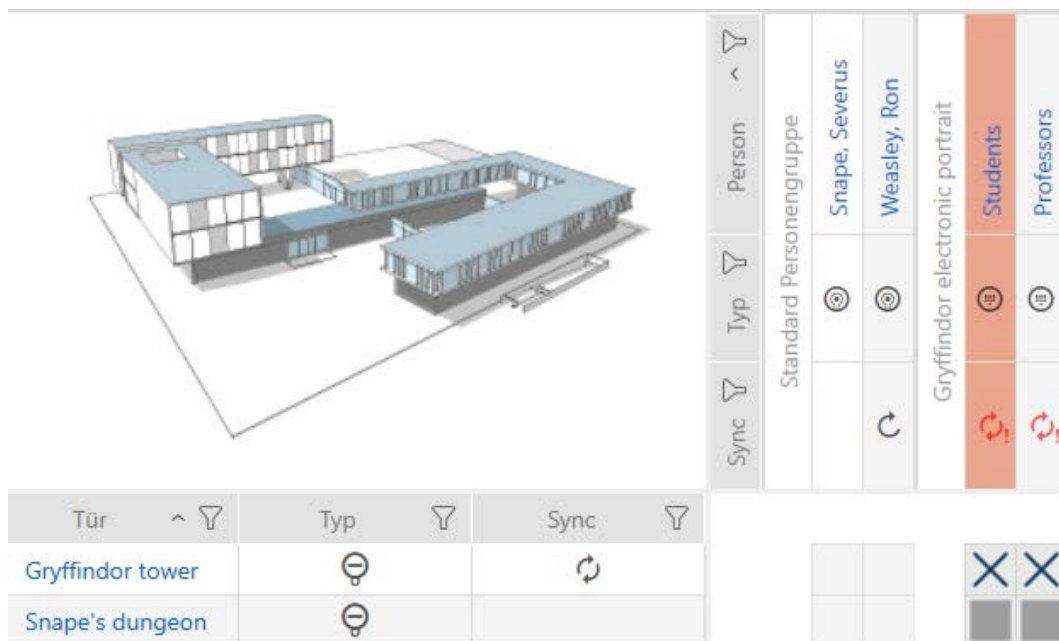 Person
Typ
Sync
Standard Personengruppe
Snape, Severus
Weasley, Ron
Gryffindor electronic portrait
Students
Professors
Tür
Typ
Sync
Gryffindor tower
Snape's dungeon